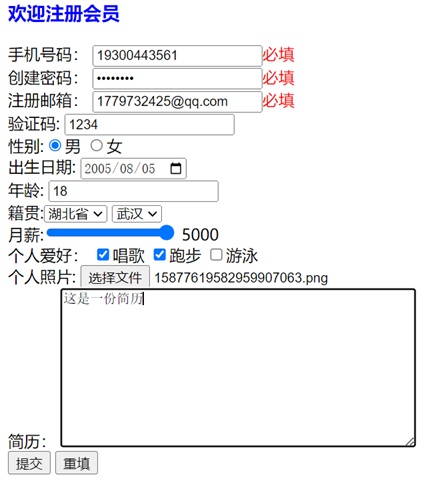 欢迎注册会员
手机号码： 19300443561 必填
创建密码： •••••••• 必填
注册邮箱： 1779732425@qq.com 必填
验证码: 1234
性别: 男 女
出生日期: 2005/08/05
年龄: 18
籍贯: 湖北省 武汉
月薪: 5000
个人爱好： 唱歌 跑步 游泳
个人照片: 选择文件 15877619582959907063.png
这是一份简历
简历：
提交 重填